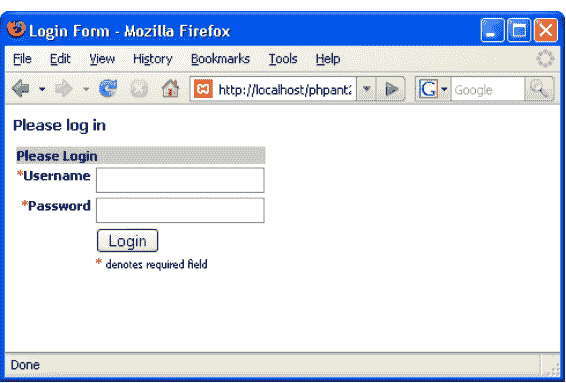 Login Form - Mozilla Firefox
File Edit View History Bookmarks Tools Help
http://localhost/phpant2 G Google
Please log in
Please Login
*Username
*Password
Login
* denotes required field
Done